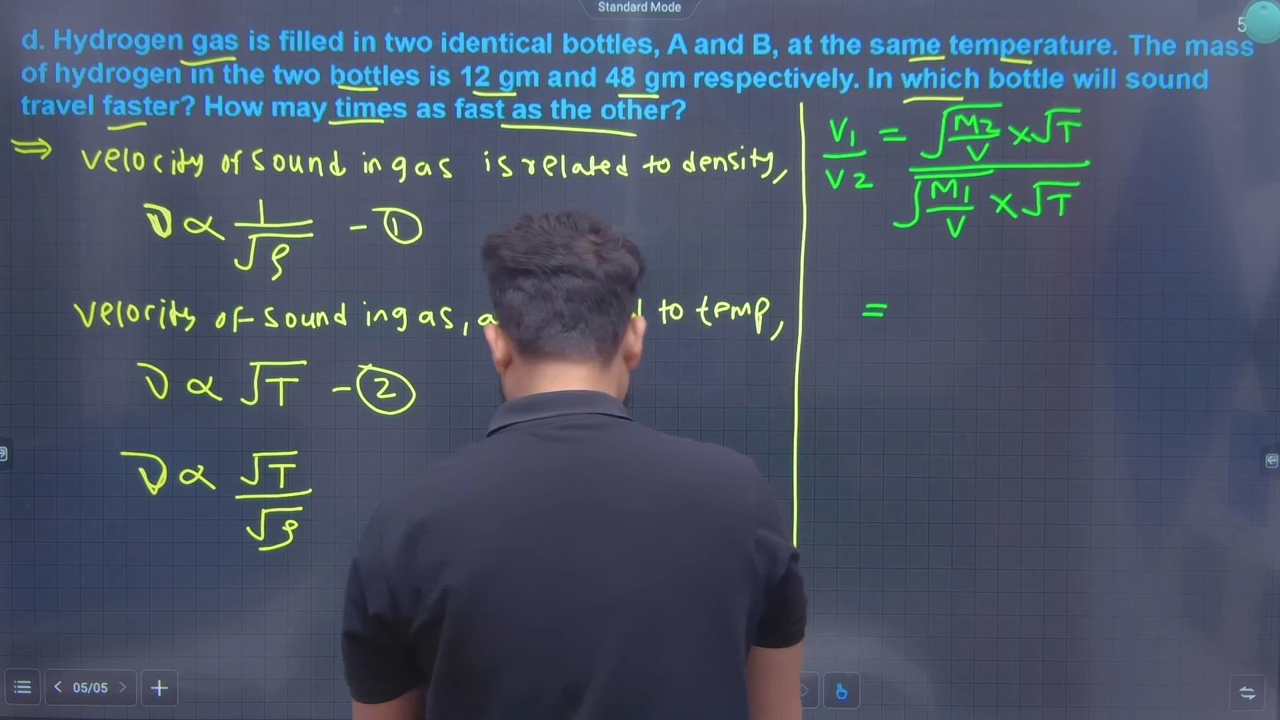 Standard Mode
5
d. Hydrogen gas is filled in two identical bottles, A and B, at the same temperature. The mass
of hydrogen in the two bottles is 12 gm and 48 gm respectively. In which bottle will sound
travel faster? How may times as fast as the other?
⇒ velocity of sound in gas is related to density,
v ∝ 1/√ρ - ①
velocity of sound in gas, to temp,
v ∝ √T - ②
v ∝ √T/√ρ
V1/V2 = √(M2/V) × √T / √(M1/V) × √T
=
05/05